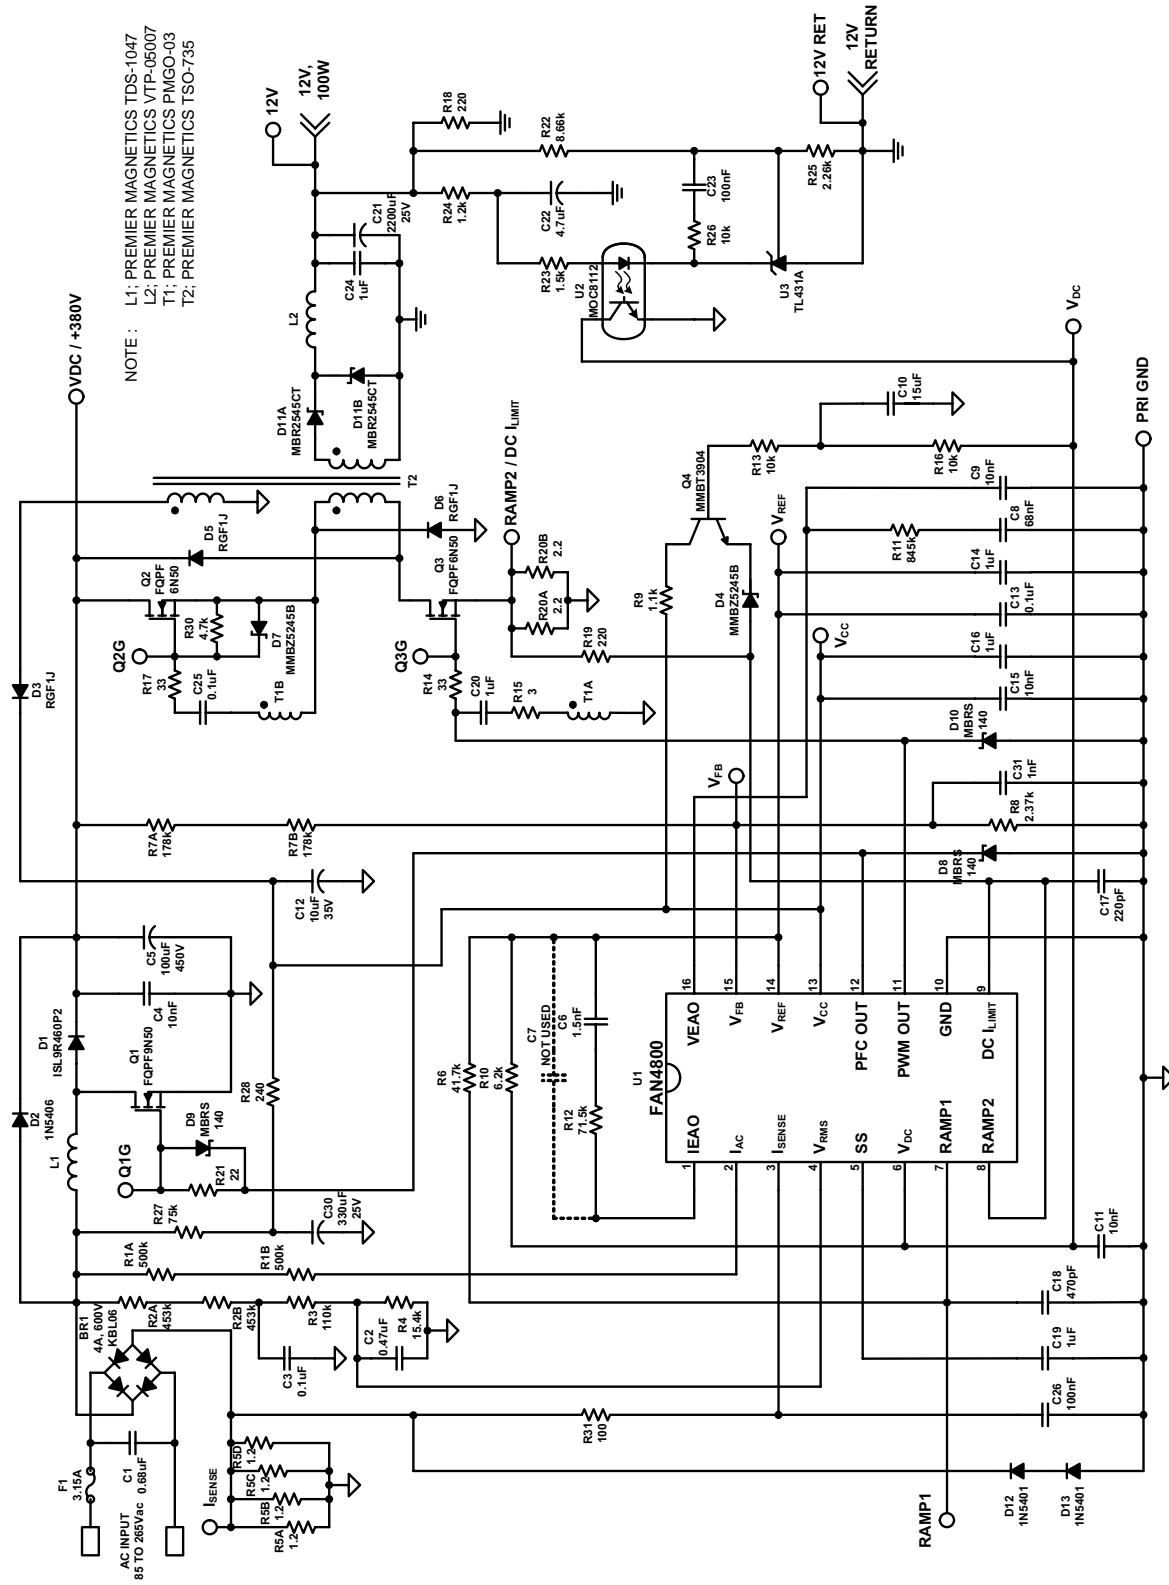 NOTE : L1; PREMIER MAGNETICS TDS-1047
L2; PREMIER MAGNETICS VTP-05007
T1; PREMIER MAGNETICS PMGO-03
T2; PREMIER MAGNETICS TSO-735
AC INPUT
85 TO 265Vac
F1
3.15A
C1
0.68uF
BR1
4A, 600V
KBL06
ISENSE
R5A
1.2
R5B
1.2
R5C
1.2
R5D
1.2
R2A
453k
R2B
453k
C3
0.1uF
R3
110k
C2
0.47uF
R4
15.4k
R1A
500k
R1B
500k
R27
75k
C30
330uF
25V
L1
D2
1N5406
Q1G
R21
22
D9
MBRS
140
Q1
FQPF9N50
D1
ISL9R460P2
R28
240
C4
10nF
C5
100uF
450V
C12
10uF
35V
R7A
178k
R7B
178k
D3
RGF1J
VDC / +380V
Q2G
R17
33
C25
0.1uF
T1B
Q2
FQPF
6N50
R30
4.7k
D7
MMBZ5245B
D5
RGF1J
D6
RGF1J
T2
Q3G
R14
33
C20
1uF
R15
3
T1A
Q3
FQPF6N50
RAMP2 / DC ILIMIT
R20A
2.2
R20B
2.2
R19
220
D11A
MBR2545CT
D11B
MBR2545CT
L2
C24
1uF
C21
2200uF
25V
12V
12V,
100W
R24
1.2k
R18
220
R22
8.66k
C22
4.7uF
R23
1.5k
U2
MOC8112
R26
10k
C23
100nF
U3
TL431A
R25
2.26k
12V RET
12V
RETURN
VDC
R6
41.7k
R10
6.2k
C7
NOT USED
C6
1.5nF
R12
71.5k
U1
FAN4800
1
IEAO
2
IAC
3
ISENSE
4
VRMS
5
SS
6
VDC
7
RAMP1
8
RAMP2
16
VEAO
15
VFB
14
VREF
13
VCC
12
PFC OUT
11
PWM OUT
10
GND
9
DC ILIMIT
VFB
VCC
VREF
R9
1.1k
Q4
MMBT3904
D4
MMBZ5245B
R13
10k
C10
15uF
R16
10k
RAMP1
R31
100
D12
1N5401
D13
1N5401
C26
100nF
C19
1uF
C18
470pF
C11
10nF
C17
220pF
D8
MBRS
140
R8
2.37k
C31
1nF
D10
MBRS
140
C15
10nF
C16
1uF
C13
0.1uF
C14
1uF
R11
845k
C8
68nF
C9
10nF
PRI GND